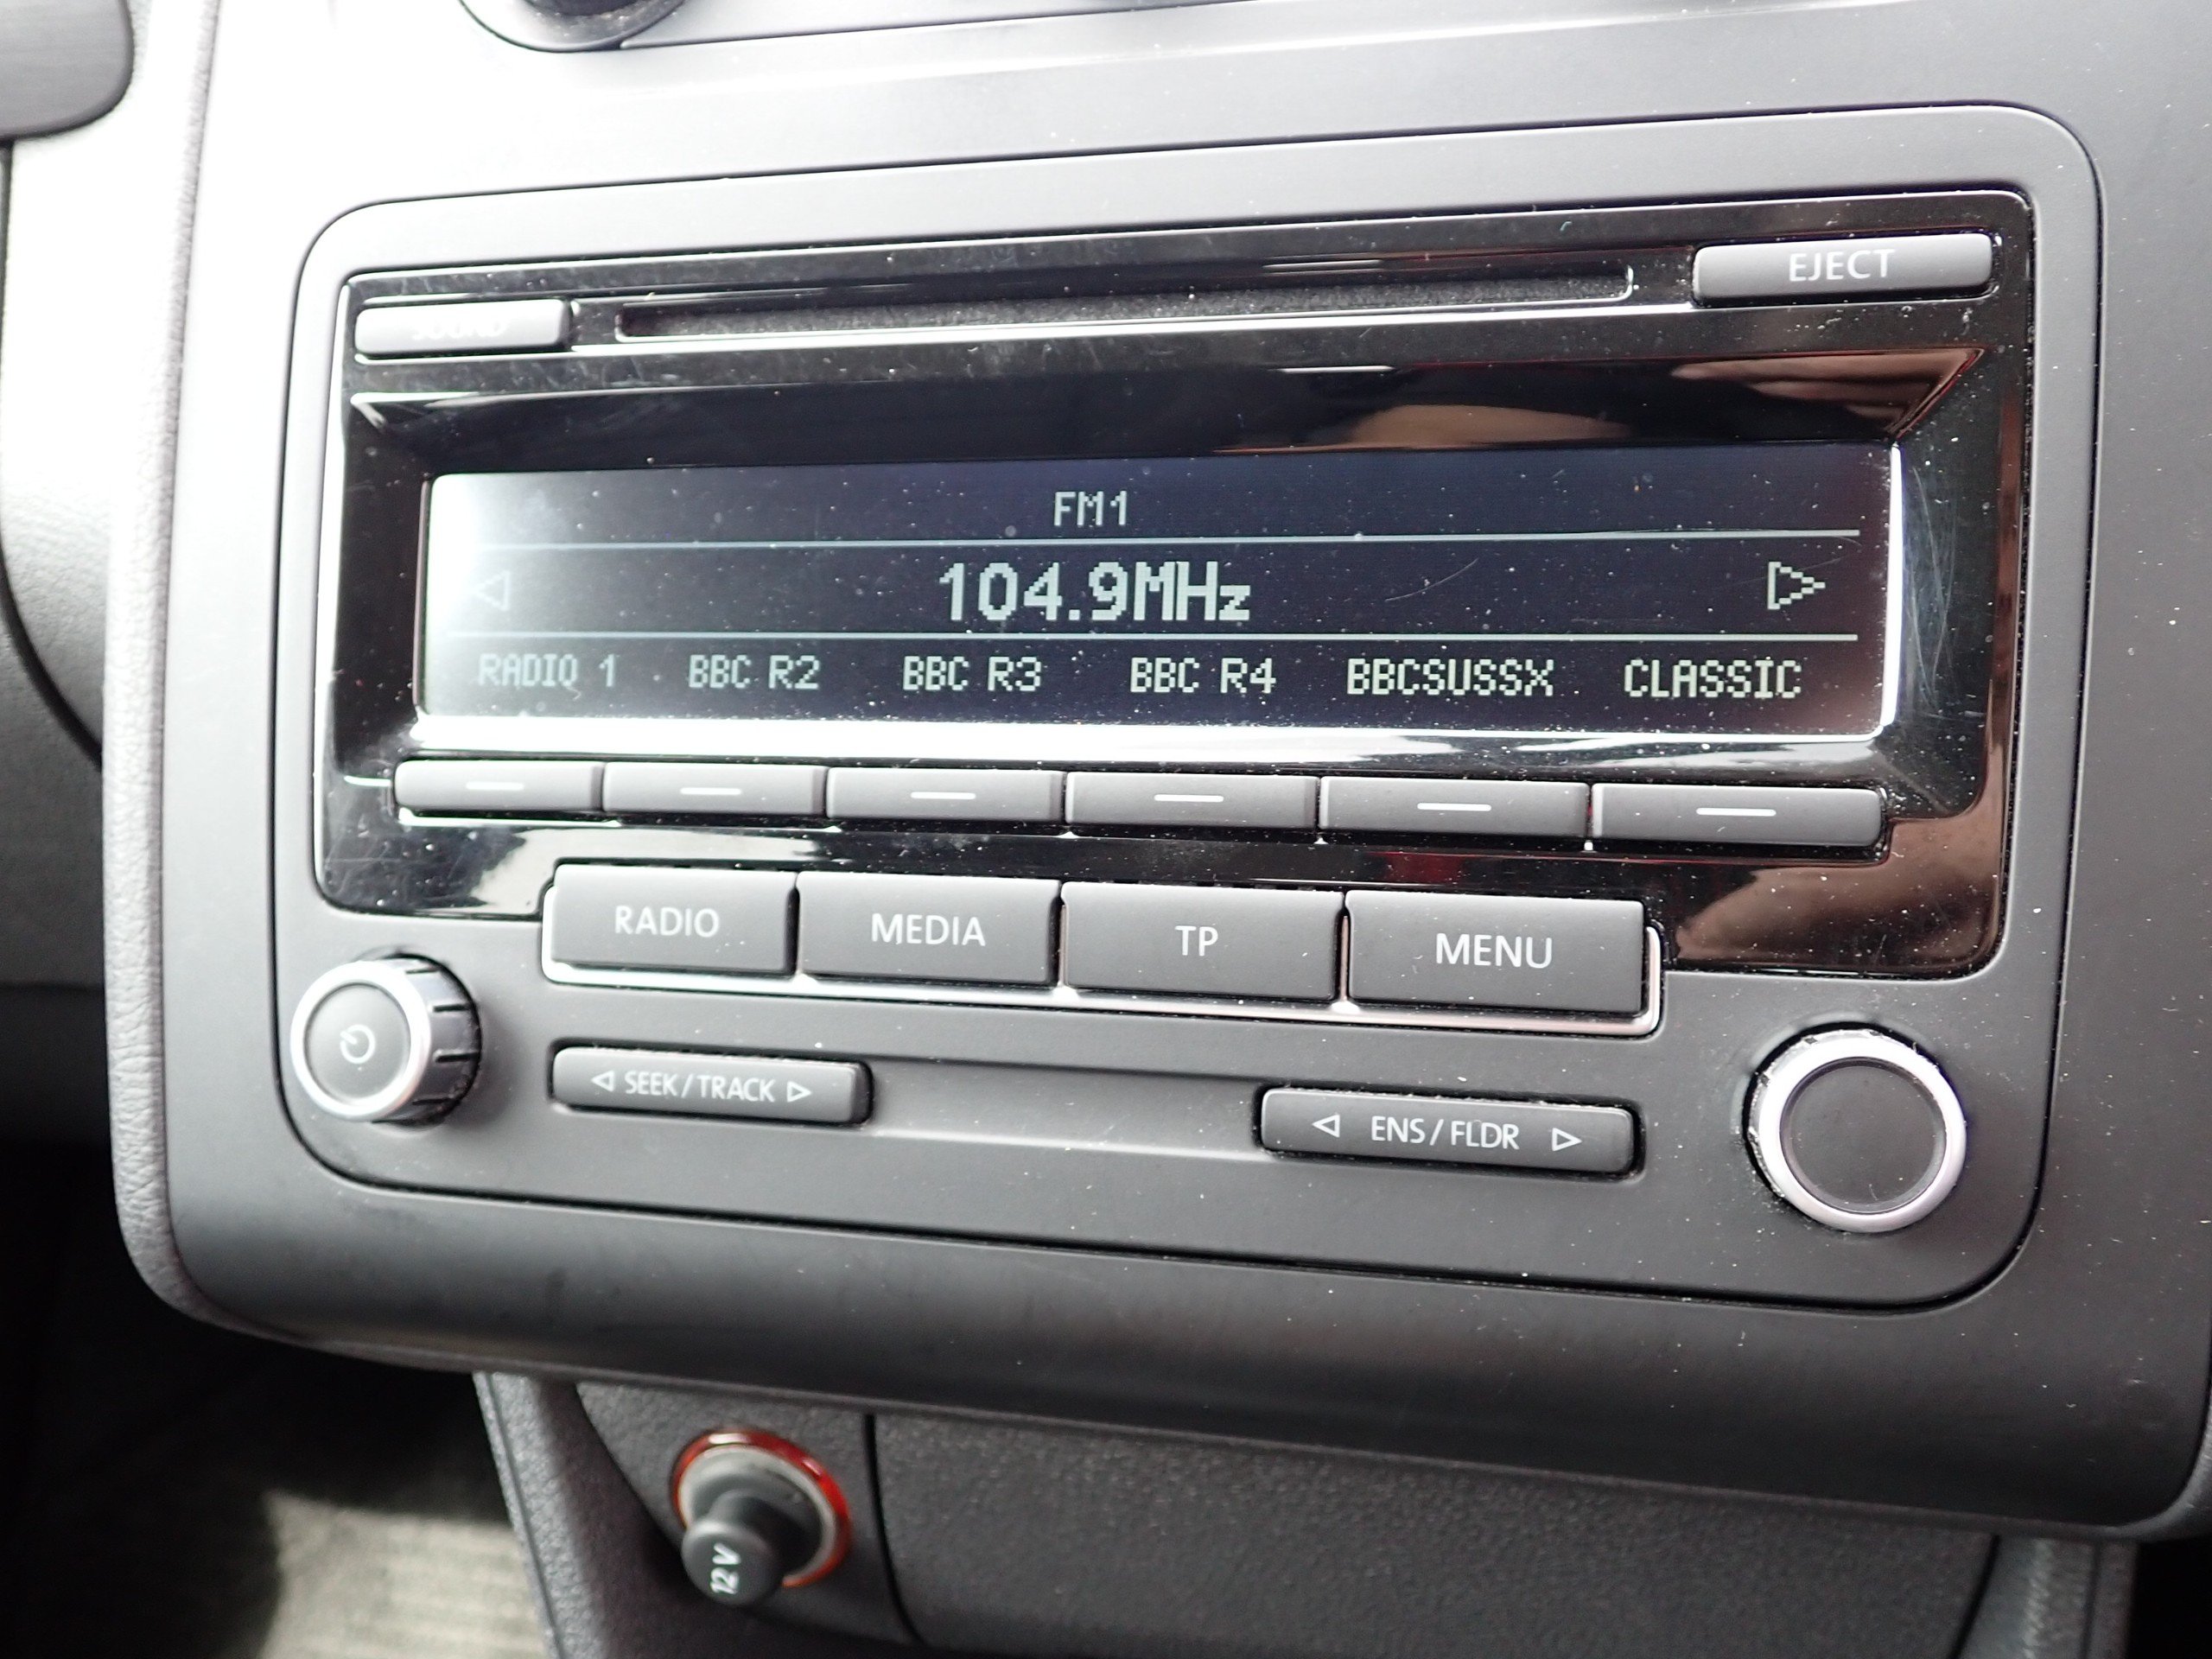 SOUND
EJECT
FM1
104.9MHz
RADIO 1 BBC R2 BBC R3 BBC R4 BBCSUSSX CLASSIC
RADIO MEDIA TP MENU
SEEK/TRACK ENS/FLDR
12V